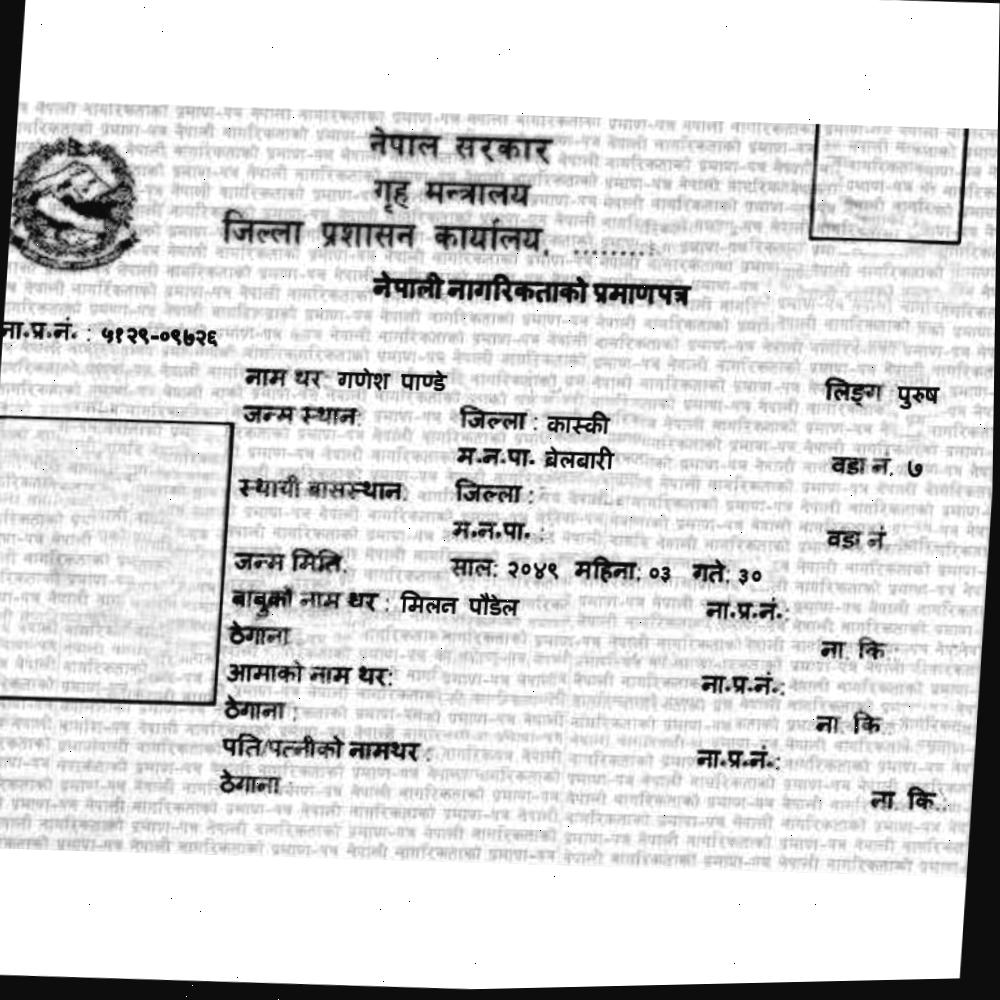 नेपाल सरकार
गृह मन्त्रालय
जिल्ला प्रशासन कार्यालय, ..........
नेपाली नागरिकताको प्रमाणपत्र
ना.प्र.नं. : ५१२९-०९७२६
नाम थर: गणेश पाण्डे लिङ्ग पुरुष
जन्म स्थान: जिल्ला : कास्की
म.न.पा. ब्रेलबारी वडा नं. ७
स्थायी बासस्थान: जिल्ला :
म.न.पा. : वडा नं
जन्म मिति: साल: २०४९ महिना: ०३ गते: ३०
बाबुको नाम थर : मिलन पौडेल ना.प्र.नं.:
ठेगाना ना. कि.:
आमाको नाम थर: ना.प्र.नं.:
ठेगाना : ना. कि.:
पति/पत्नीको नामथर : ना.प्र.नं.:
ठेगाना : ना. कि.: